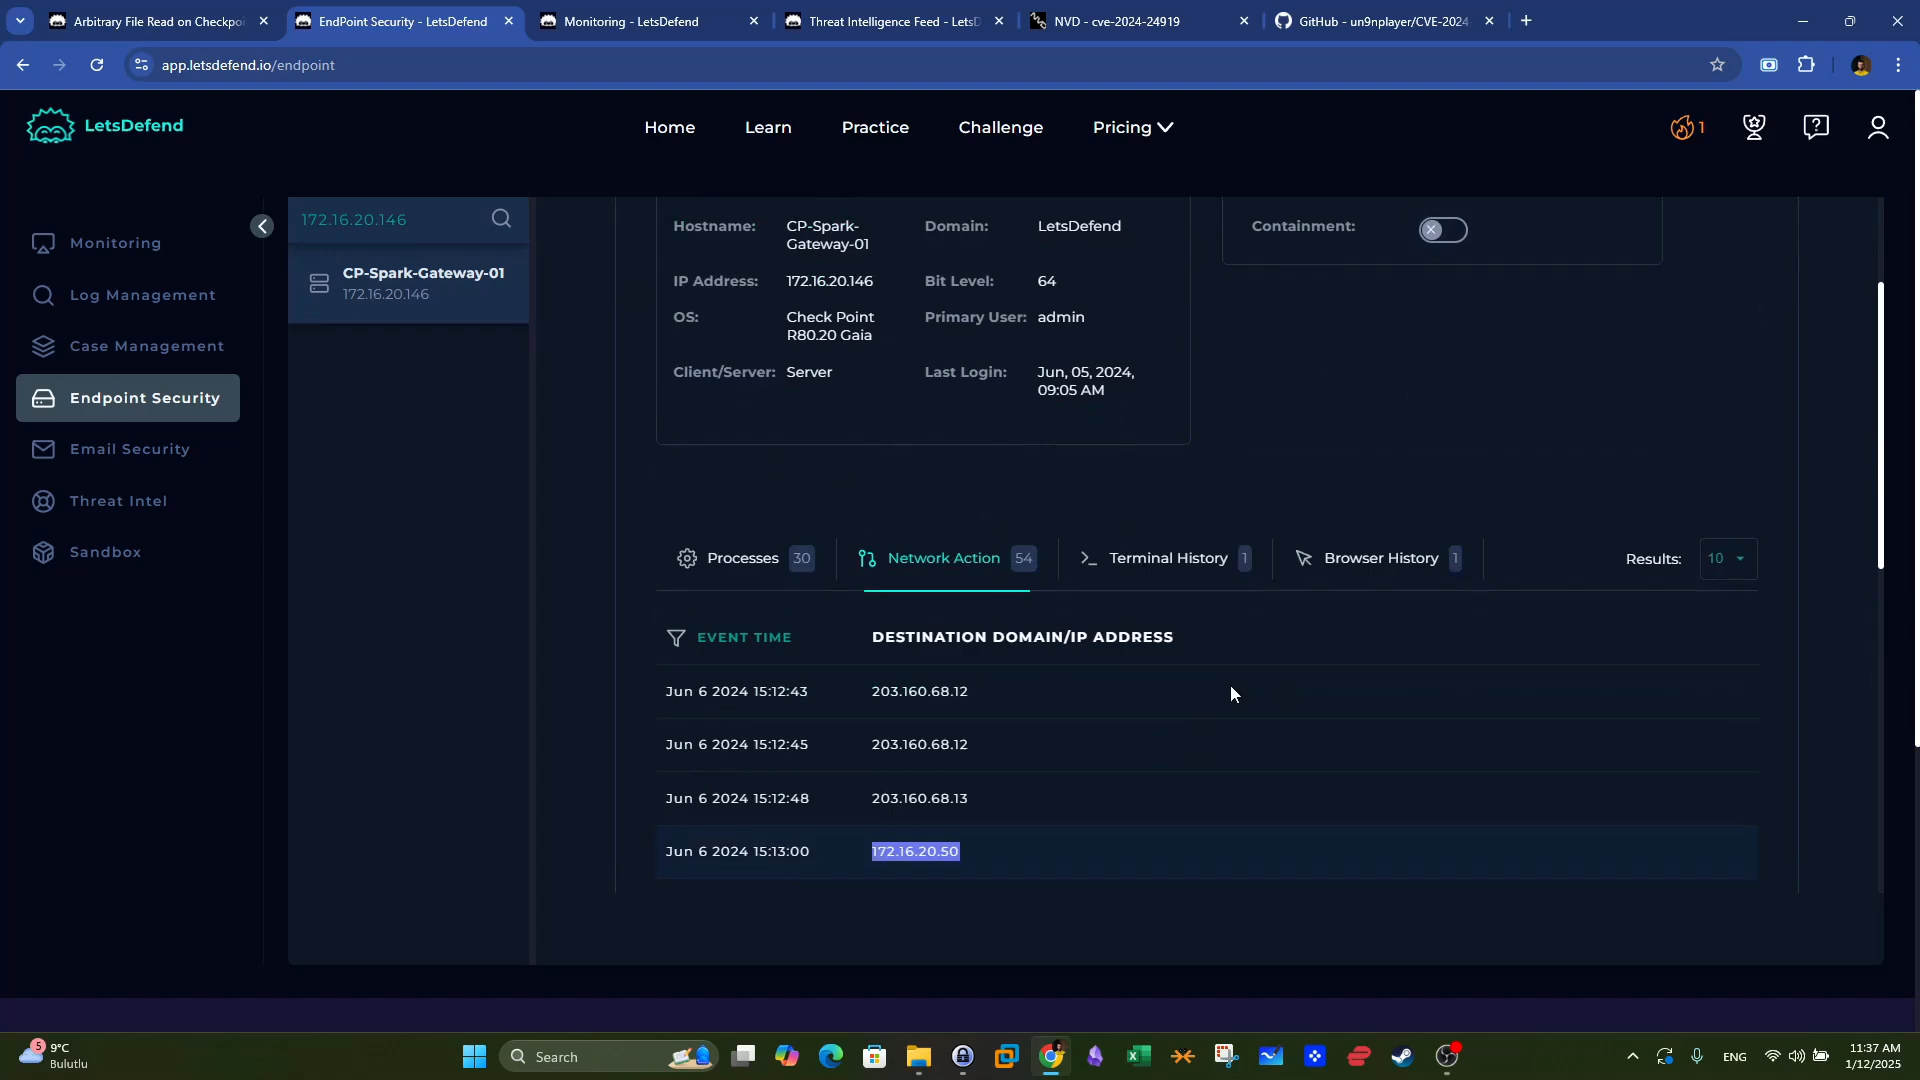 Arbitrary File Read on Checkpoi
EndPoint Security - LetsDefend
Monitoring - LetsDefend
Threat Intelligence Feed - LetsD
NVD - cve-2024-24919
GitHub - un9nplayer/CVE-2024
app.letsdefend.io/endpoint
LetsDefend
Home
Learn
Practice
Challenge
Pricing
1
Monitoring
Log Management
Case Management
Endpoint Security
Email Security
Threat Intel
Sandbox
172.16.20.146
CP-Spark-Gateway-01
172.16.20.146
Hostname: CP-Spark-
Gateway-01
Domain: LetsDefend
IP Address: 172.16.20.146
Bit Level: 64
OS: Check Point
R80.20 Gaia
Primary User: admin
Client/Server: Server
Last Login: Jun, 05, 2024,
09:05 AM
Containment:
Processes 30
Network Action 54
Terminal History 1
Browser History 1
Results: 10
EVENT TIME DESTINATION DOMAIN/IP ADDRESS
Jun 6 2024 15:12:43 203.160.68.12
Jun 6 2024 15:12:45 203.160.68.12
Jun 6 2024 15:12:48 203.160.68.13
Jun 6 2024 15:13:00 172.16.20.50
5
9°C
Bulutlu
Search
ENG
11:37 AM
1/12/2025